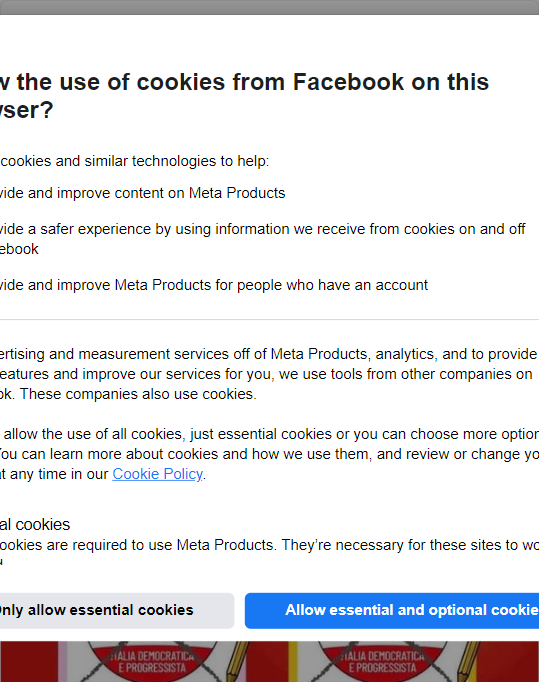 w the use of cookies from Facebook on this
ser?
cookies and similar technologies to help:
vide and improve content on Meta Products
vide a safer experience by using information we receive from cookies on and off
ebook
vide and improve Meta Products for people who have an account
ertising and measurement services off of Meta Products, analytics, and to provide
eatures and improve our services for you, we use tools from other companies on
ok. These companies also use cookies.
allow the use of all cookies, just essential cookies or you can choose more option
You can learn more about cookies and how we use them, and review or change yo
at any time in our Cookie Policy.
al cookies
ookies are required to use Meta Products. They're necessary for these sites to wo
Only allow essential cookies
Allow essential and optional cookie
ITALIA DEMOCRATICA
E PROGRESSISTA
ITALIA DEMOCRATICA
E PROGRESSISTA